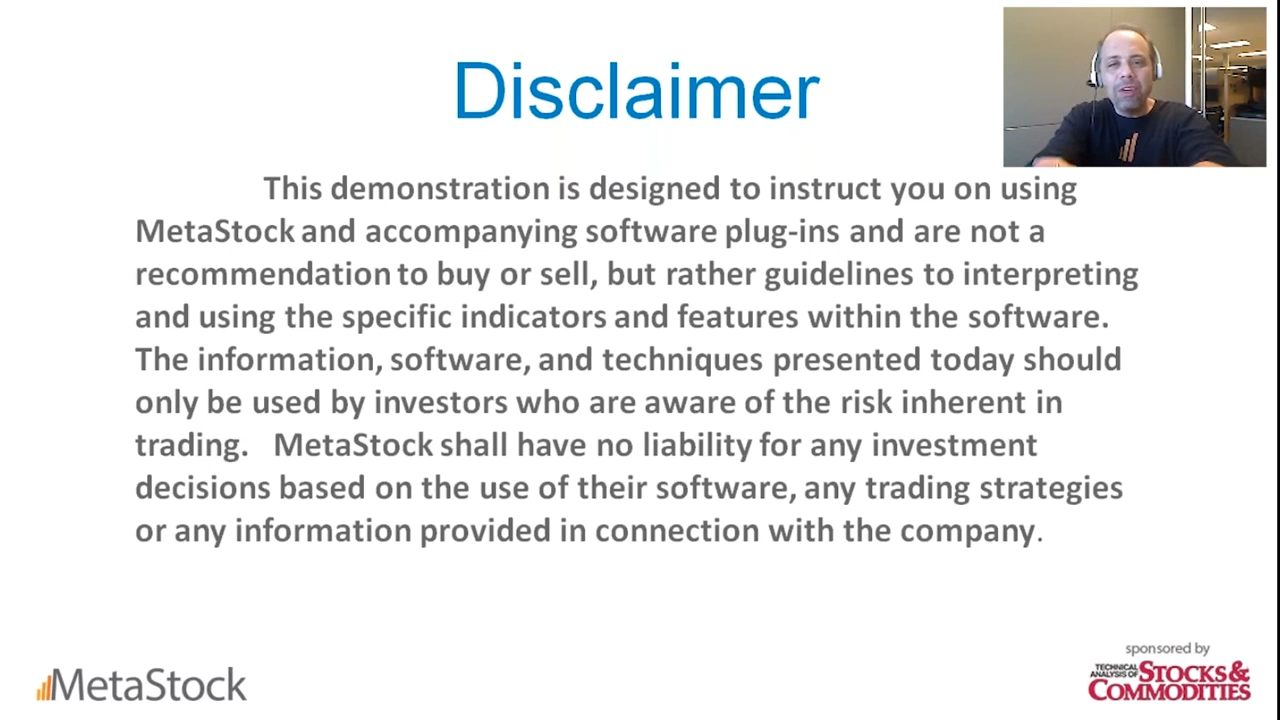 Disclaimer
This demonstration is designed to instruct you on using
MetaStock and accompanying software plug-ins and are not a
recommendation to buy or sell, but rather guidelines to interpreting
and using the specific indicators and features within the software.
The information, software, and techniques presented today should
only be used by investors who are aware of the risk inherent in
trading. MetaStock shall have no liability for any investment
decisions based on the use of their software, any trading strategies
or any information provided in connection with the company.
MetaStock
sponsored by
TECHNICAL
ANALYSIS OF
STOCKS &
COMMODITIES